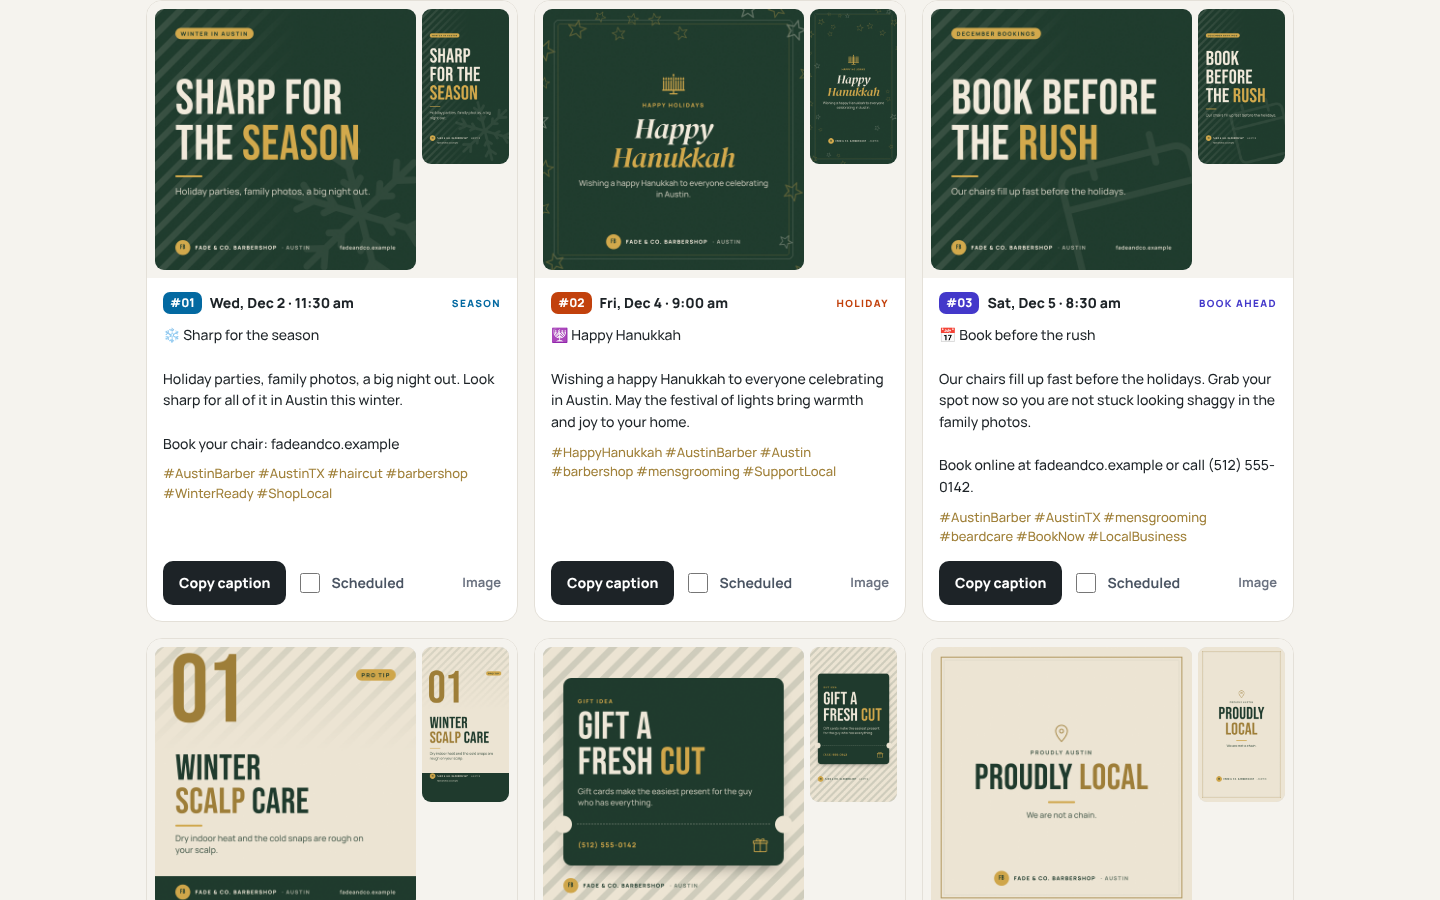 WINTER IN AUSTIN
SHARP FOR
THE SEASON
Holiday parties, family photos, a big night out.
FADE & CO. BARBERSHOP · AUSTIN
fadeandco.example
SHARP
FOR THE
SEASON
HAPPY HOLIDAYS
Happy
Hanukkah
Wishing a happy Hanukkah to everyone celebrating
in Austin.
FADE & CO. BARBERSHOP · AUSTIN
Happy
Hanukkah
DECEMBER BOOKINGS
BOOK BEFORE
THE RUSH
Our chairs fill up fast before the holidays.
FADE & CO. BARBERSHOP · AUSTIN
fadeandco.example
BOOK
BEFORE
THE RUSH
#01 Wed, Dec 2 · 11:30 am SEASON
❄️ Sharp for the season
Holiday parties, family photos, a big night out. Look
sharp for all of it in Austin this winter.
Book your chair: fadeandco.example
#AustinBarber #AustinTX #haircut #barbershop
#WinterReady #ShopLocal
Copy caption Scheduled Image
#02 Fri, Dec 4 · 9:00 am HOLIDAY
🕎 Happy Hanukkah
Wishing a happy Hanukkah to everyone celebrating
in Austin. May the festival of lights bring warmth
and joy to your home.
#HappyHanukkah #AustinBarber #Austin
#barbershop #mensgrooming #SupportLocal
Copy caption Scheduled Image
#03 Sat, Dec 5 · 8:30 am BOOK AHEAD
📅 Book before the rush
Our chairs fill up fast before the holidays. Grab your
spot now so you are not stuck looking shaggy in the
family photos.
Book online at fadeandco.example or call (512) 555-
0142.
#AustinBarber #AustinTX #mensgrooming
#beardcare #BookNow #LocalBusiness
Copy caption Scheduled Image
01
PRO TIP
WINTER
SCALP CARE
Dry indoor heat and the cold snaps are rough on
your scalp.
FADE & CO. BARBERSHOP · AUSTIN
fadeandco.example
01
WINTER
SCALP CARE
GIFT IDEA
GIFT A
FRESH CUT
Gift cards make the easiest present for the guy
who has everything.
(512) 555-0142
FADE & CO. BARBERSHOP · AUSTIN
GIFT A
FRESH CUT
PROUDLY AUSTIN
PROUDLY LOCAL
We are not a chain.
FADE & CO. BARBERSHOP · AUSTIN
PROUDLY
LOCAL